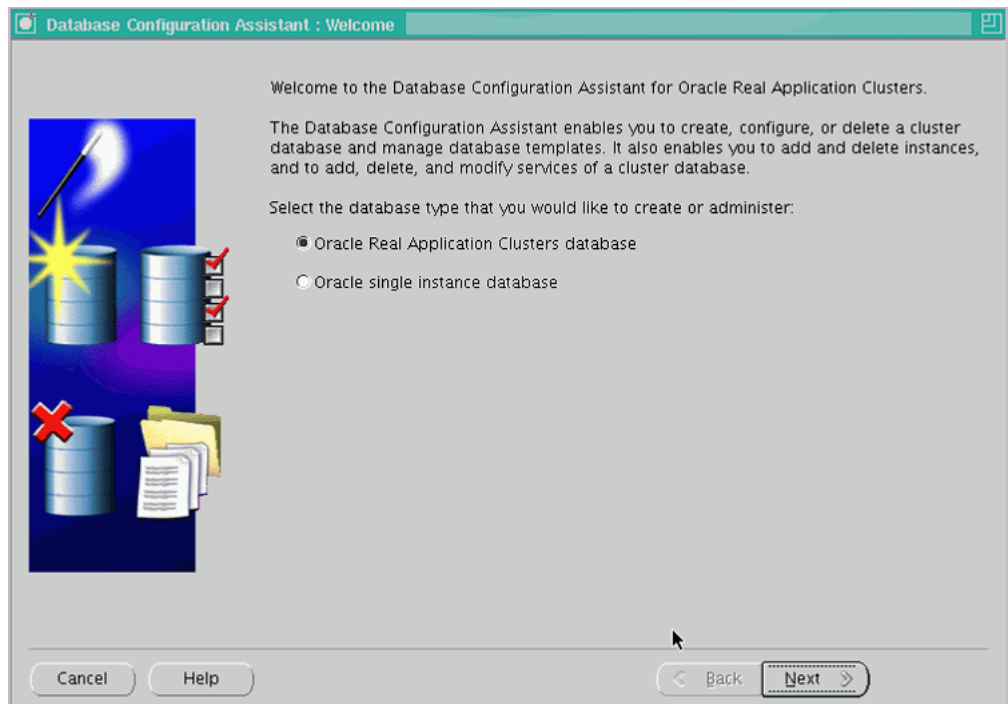 Database Configuration Assistant : Welcome
Welcome to the Database Configuration Assistant for Oracle Real Application Clusters.
The Database Configuration Assistant enables you to create, configure, or delete a cluster
database and manage database templates. It also enables you to add and delete instances,
and to add, delete, and modify services of a cluster database.
Select the database type that you would like to create or administer:
Oracle Real Application Clusters database
Oracle single instance database
Cancel
Help
Back
Next